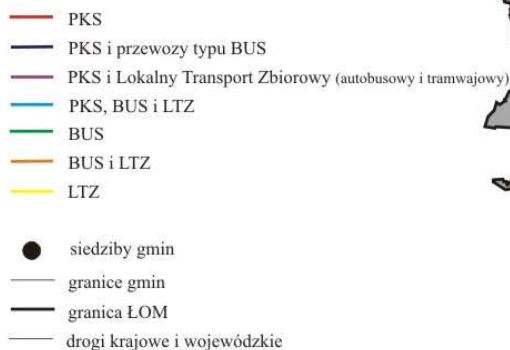 PKS
PKS i przewozy typu BUS
PKS i Lokalny Transport Zbiorowy (autobusowy i tramwajowy)
PKS, BUS i LTZ
BUS
BUS i LTZ
LTZ
siedziby gmin
granice gmin
granica ŁOM
drogi krajowe i wojewódzkie